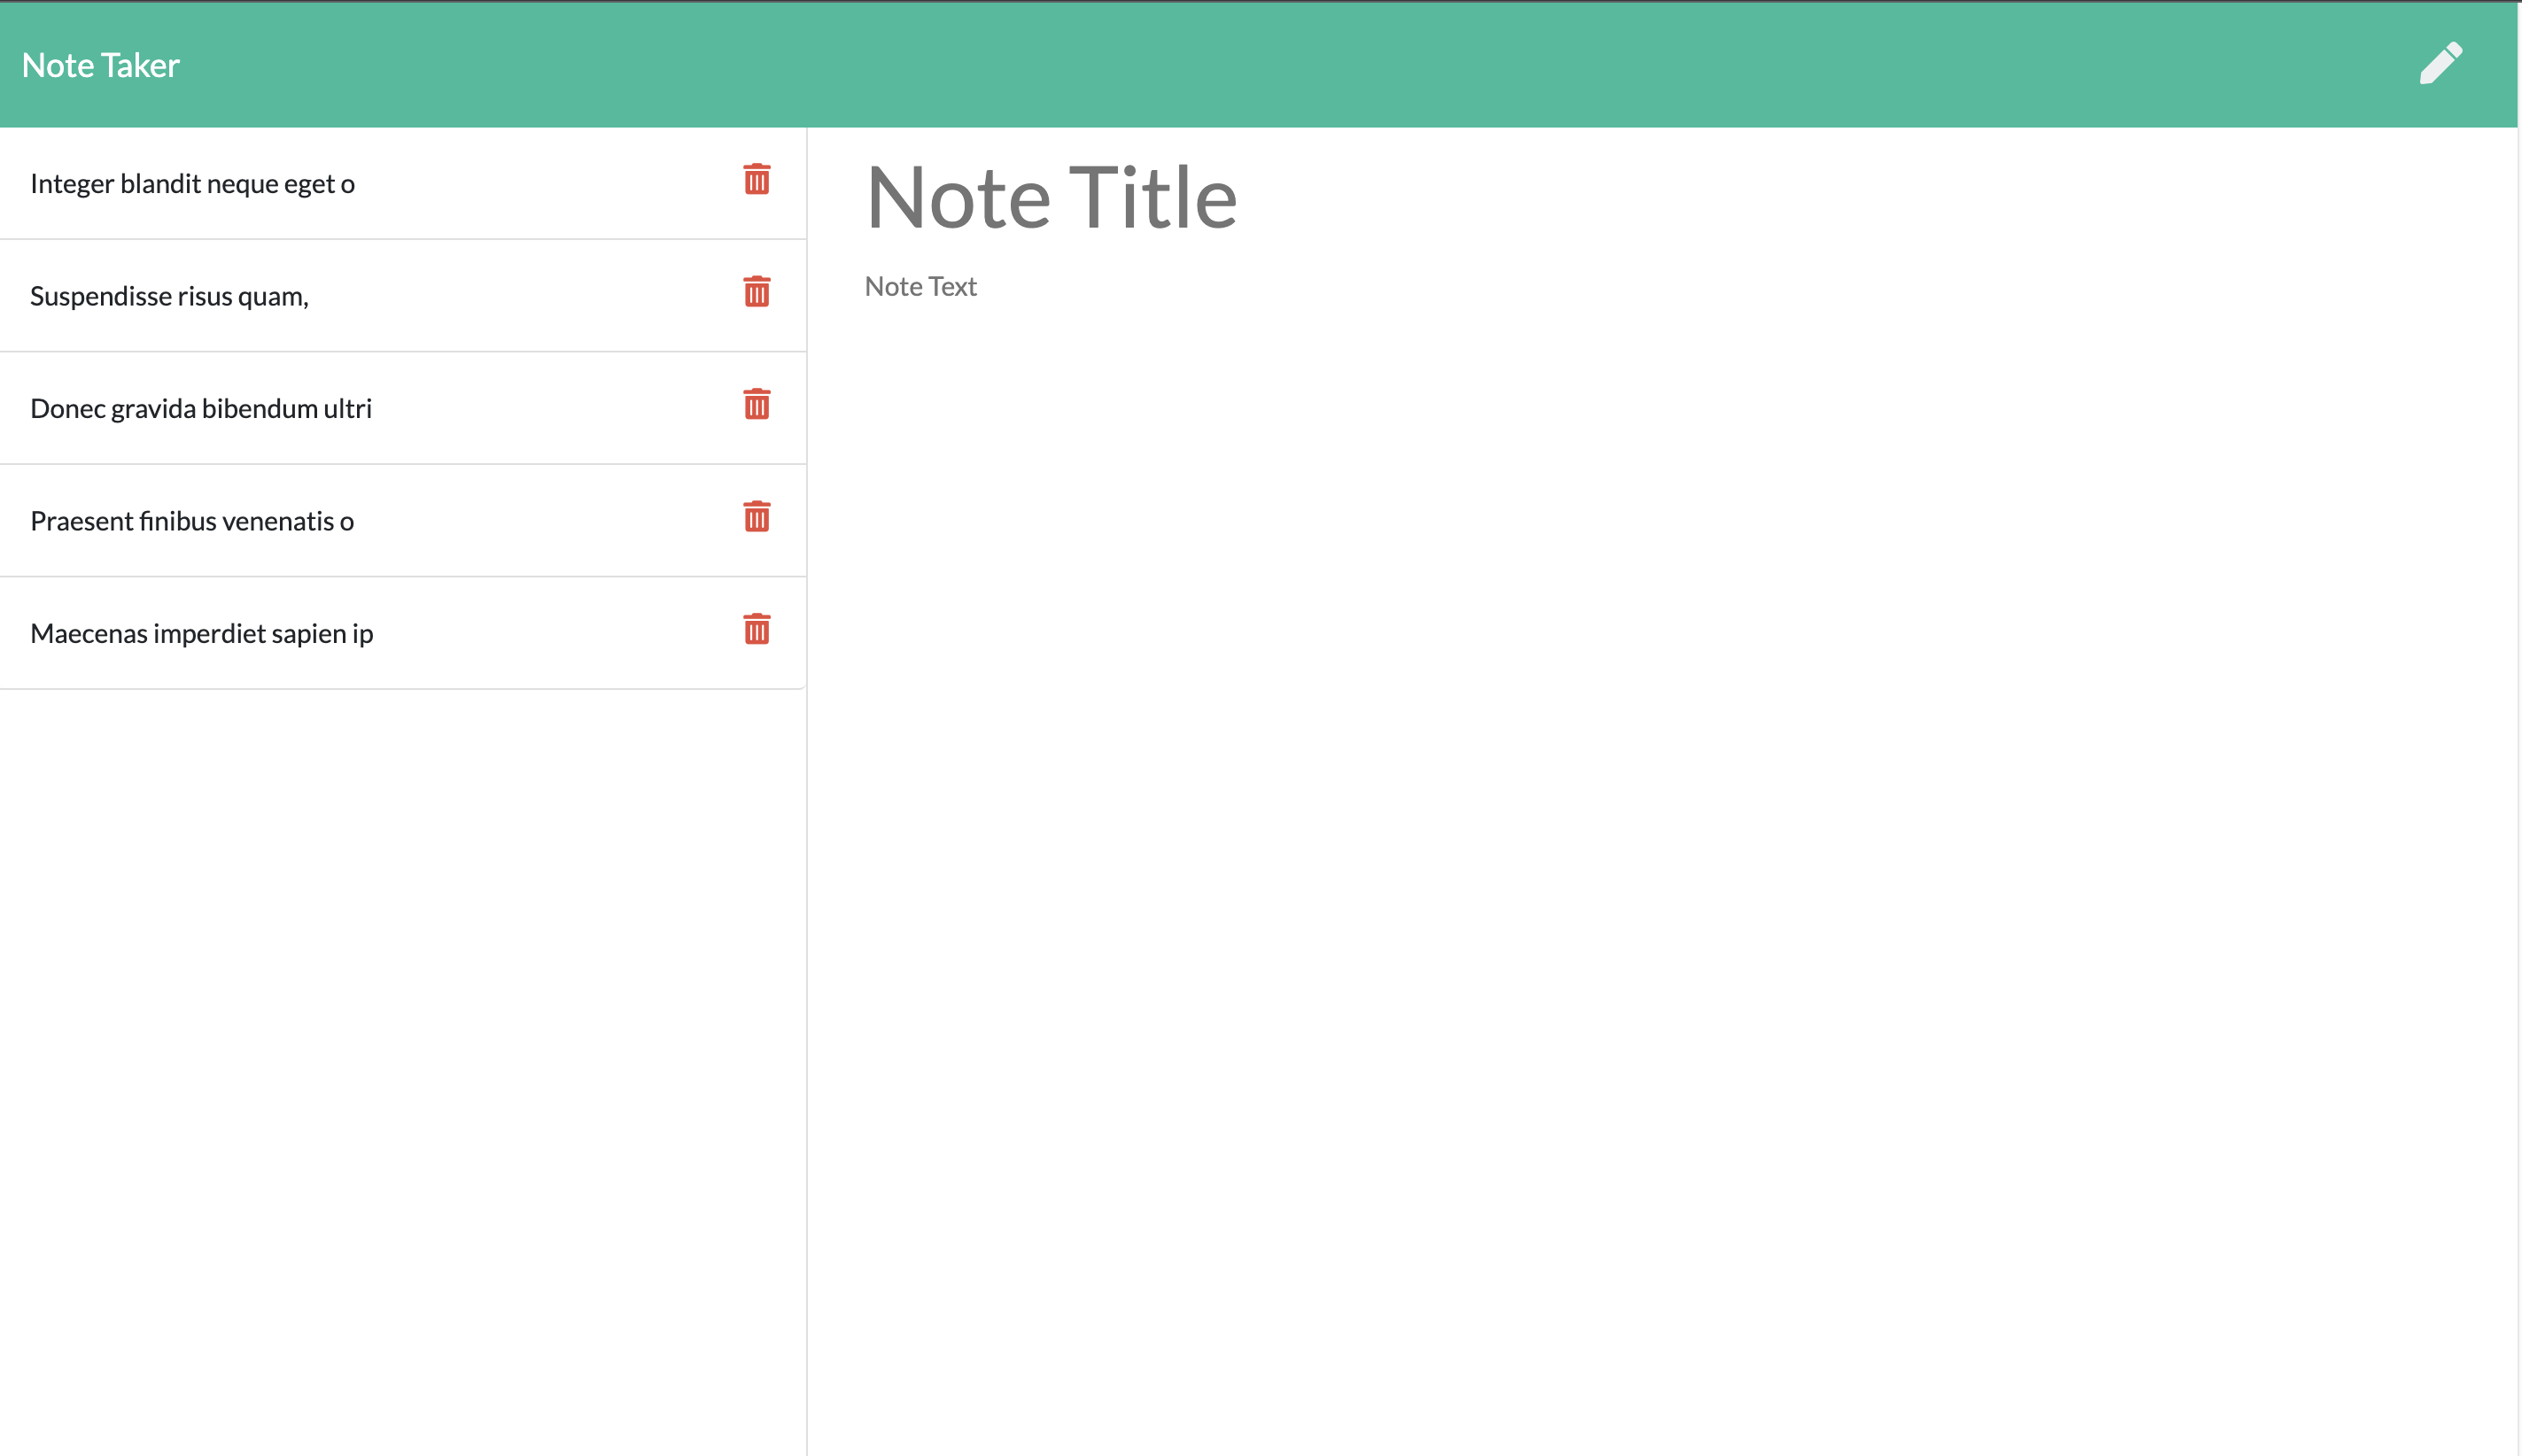 Note Taker
Integer blandit neque eget o
Suspendisse risus quam,
Donec gravida bibendum ultri
Praesent finibus venenatis o
Maecenas imperdiet sapien ip
Note Title
Note Text